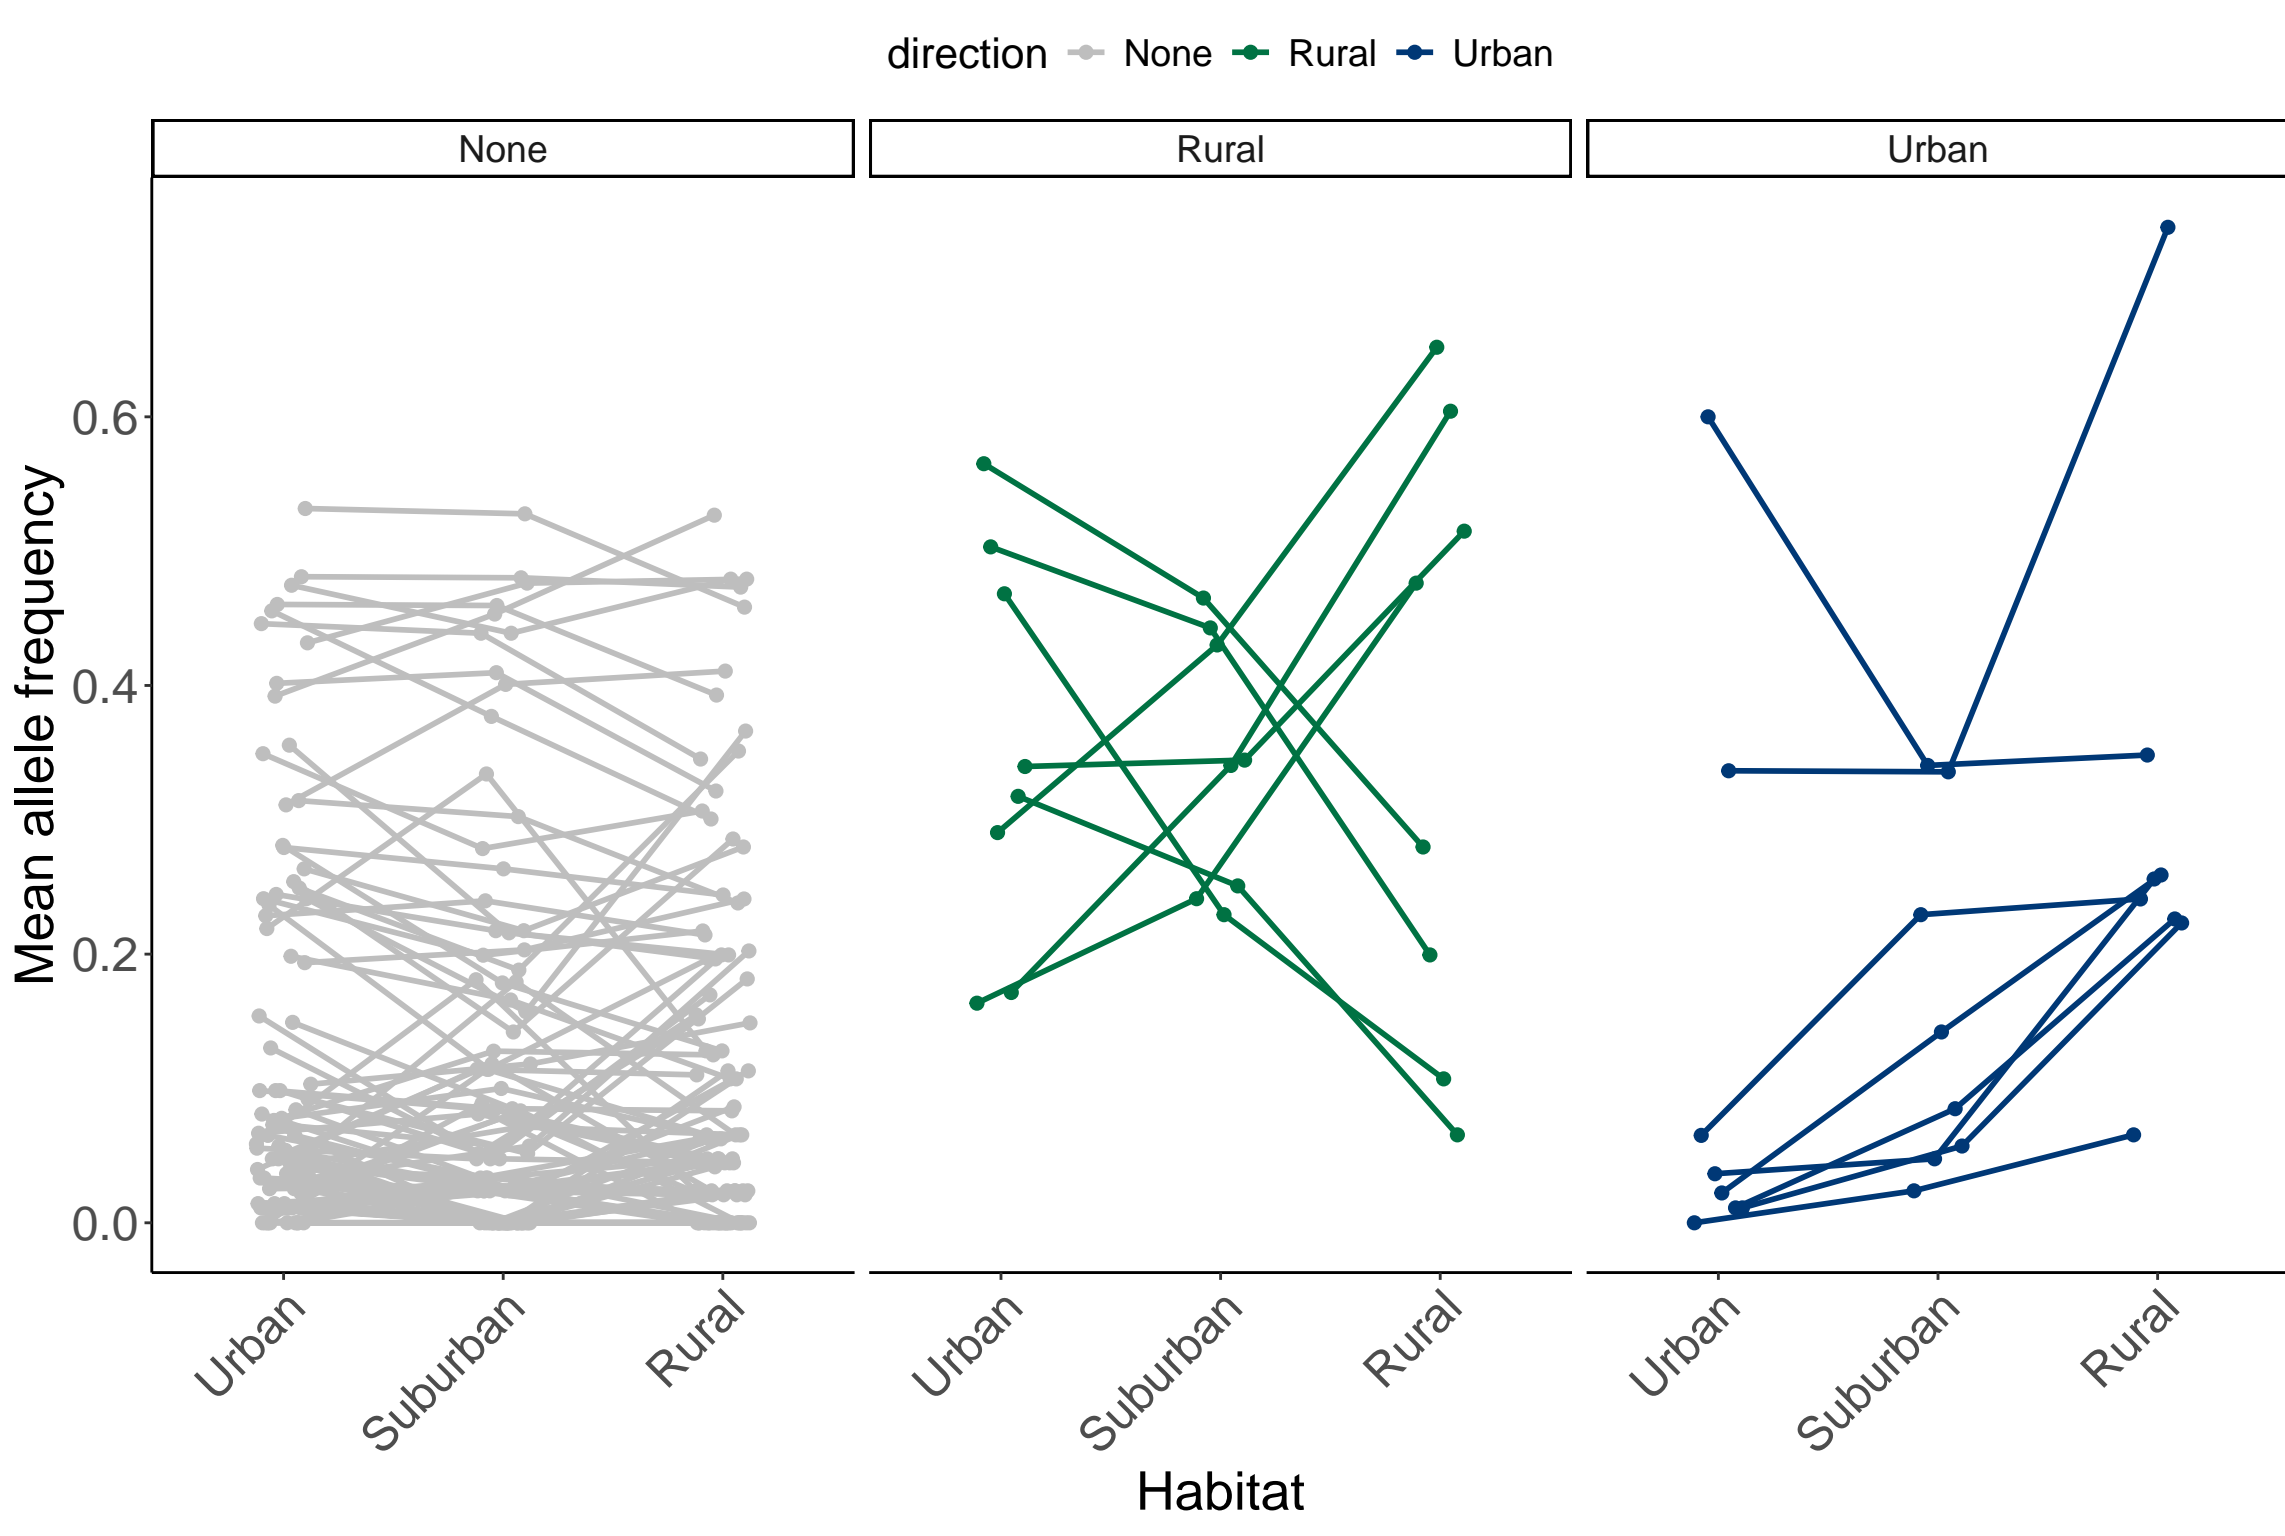 direction None Rural Urban
None Rural Urban
Mean allele frequency
0.6
0.4
0.2
0.0
Urban Suburban Rural Urban Suburban Rural Urban Suburban Rural
Habitat